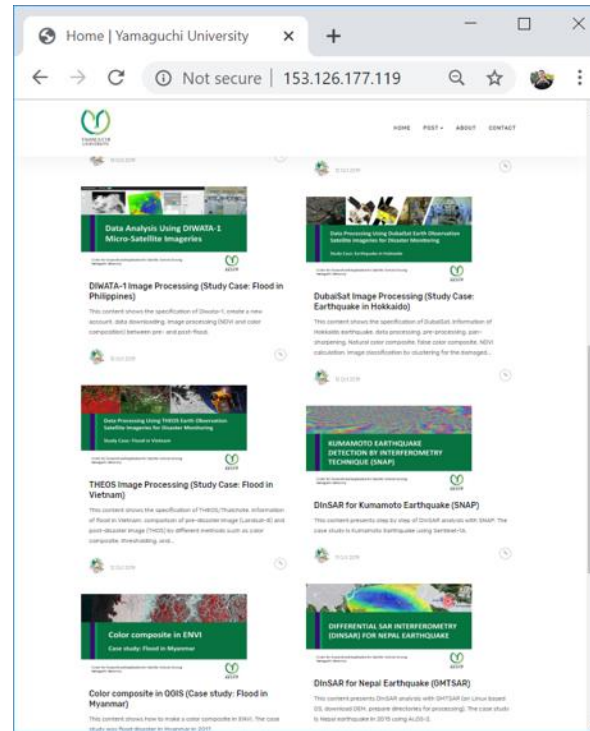 Home | Yamaguchi University
Not secure | 153.126.177.119
YAMAGUCHI
UNIVERSITY
HOME POST ABOUT CONTACT
Data Analysis Using DIWATA-1
Micro-Satellite Imageries
DIWATA-1 Image Processing (Study Case: Flood in
Philippines)
This content shows the specification of Diwata-1, create a new
account, data downloading, image processing (NDVI and color
composition) between pre- and post-flood.
Data Processing Using THEOS Earth Observation
Satellite Imageries for Disaster Monitoring
Study Case: Flood in Vietnam
THEOS Image Processing (Study Case: Flood in
Vietnam)
This content shows the specification of THEOS/Thaichote, information
of flood in Vietnam, comparison of pre-disaster image (Landsat-8) and
post-disaster image (THOS) by different methods such as color
composite, thresholding, and...
Color composite in ENVI
Case study: Flood in Myanmar
Color composite in QGIS (Case study: Flood in
Myanmar)
This content shows how to make a color composite in ENVI. The case
study was flood disaster in Myanmar in 2017.
Data Processing Using DubaiSat Earth Observation
Satellite Imageries for Disaster Monitoring
Study Case: Earthquake in Hokkaido
DubaiSat Image Processing (Study Case:
Earthquake in Hokkaido)
This content shows the specification of DubaiSat, information of
Hokkaido earthquake, data processing, pre-processing, pan-
sharpening, Natural color composite, False color composite, NDVI
calculation, Image classification by clustering for the damaged...
KUMAMOTO EARTHQUAKE
DETECTION BY INTERFEROMETRY
TECHNIQUE (SNAP)
DInSAR for Kumamoto Earthquake (SNAP)
This content presents step by step of DInSAR analysis with SNAP. The
case study is Kumamoto Earthquake using Sentinel-1A.
DIFFERENTIAL SAR INTERFEROMETRY
(DINSAR) FOR NEPAL EARTHQUAKE
DInSAR for Nepal Earthquake (GMTSAR)
This content presents DInSAR analysis with GMTSAR (on Linux based
OS, download DEM, prepare directories for processing). The case study
is Nepal earthquake in 2015 using ALOS-2.